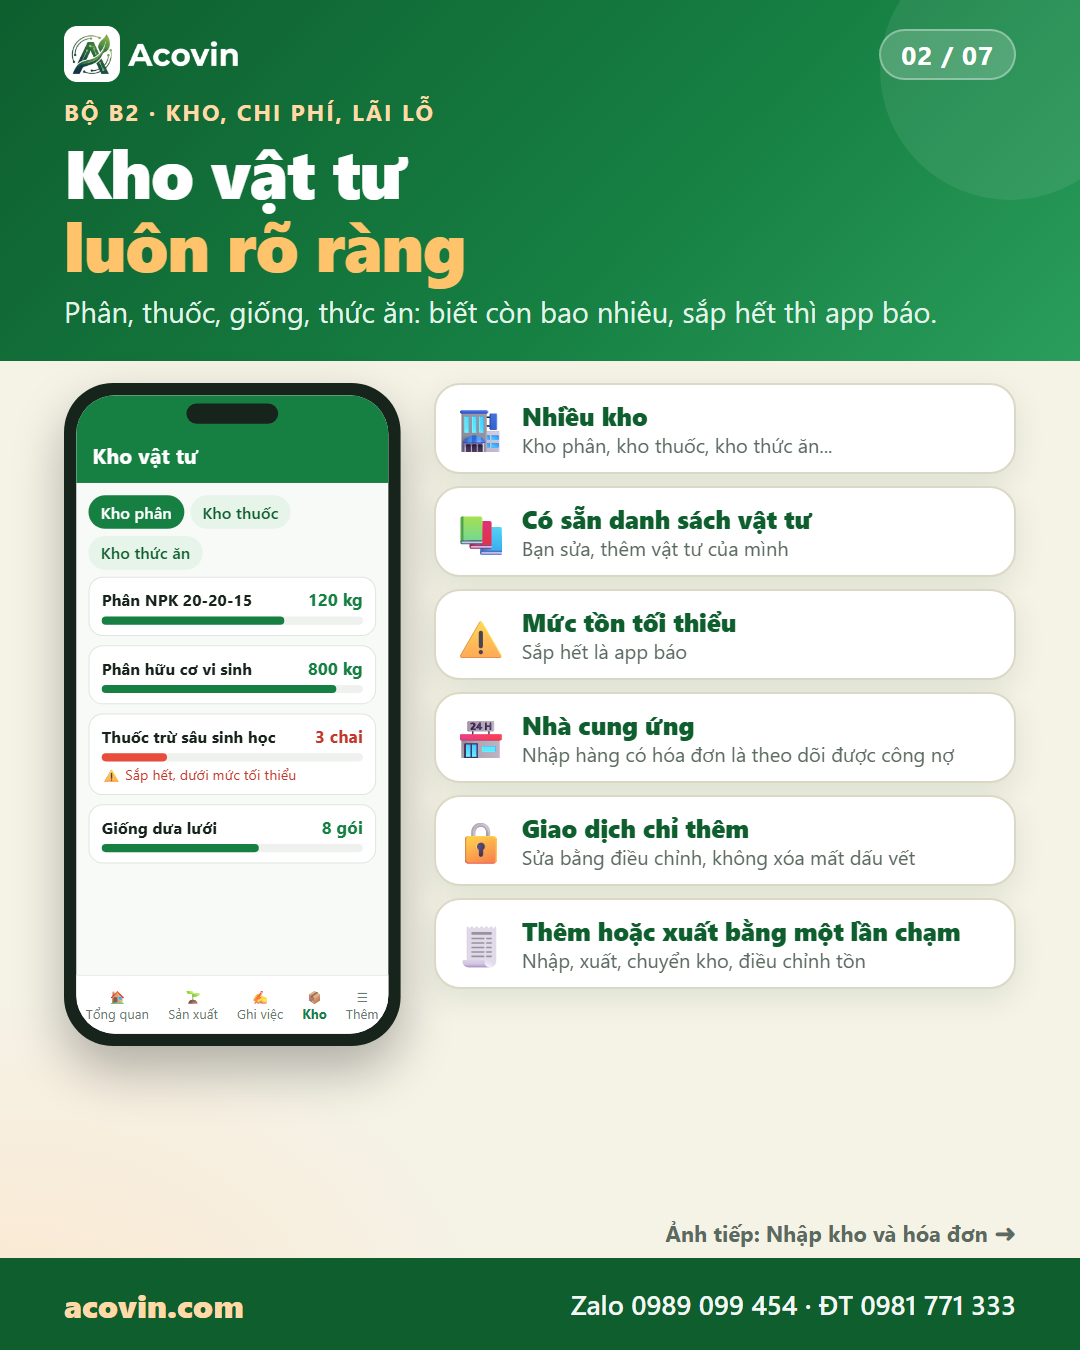 Acovin
02 / 07
BỘ B2 · KHO, CHI PHÍ, LÃI LỖ
Kho vật tư
luôn rõ ràng
Phân, thuốc, giống, thức ăn: biết còn bao nhiêu, sắp hết thì app báo.
Kho vật tư
Kho phân
Kho thuốc
Kho thức ăn
Phân NPK 20-20-15
120 kg
Phân hữu cơ vi sinh
800 kg
Thuốc trừ sâu sinh học
3 chai
⚠️ Sắp hết, dưới mức tối thiểu
Giống dưa lưới
8 gói
Tổng quan
Sản xuất
Ghi việc
Kho
Thêm
Nhiều kho
Kho phân, kho thuốc, kho thức ăn...
Có sẵn danh sách vật tư
Bạn sửa, thêm vật tư của mình
Mức tồn tối thiểu
Sắp hết là app báo
24 H
Nhà cung ứng
Nhập hàng có hóa đơn là theo dõi được công nợ
Giao dịch chỉ thêm
Sửa bằng điều chỉnh, không xóa mất dấu vết
Thêm hoặc xuất bằng một lần chạm
Nhập, xuất, chuyển kho, điều chỉnh tồn
Ảnh tiếp: Nhập kho và hóa đơn ➜
acovin.com
Zalo 0989 099 454 · ĐT 0981 771 333